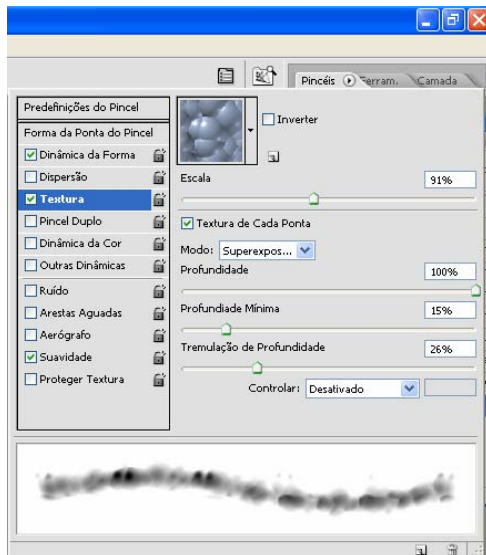 Pincéis Ferram. Camada
Predefinições do Pincel
Forma da Ponta do Pincel
Dinâmica da Forma
Dispersão
Textura
Pincel Duplo
Dinâmica da Cor
Outras Dinâmicas
Ruído
Arestas Aguadas
Aerógrafo
Suavidade
Proteger Textura
Inverter
Escala 91%
Textura de Cada Ponta
Modo: Superexpos...
Profundidade 100%
Profundiade Mínima 15%
Tremulação de Profundidade 26%
Controlar: Desativado